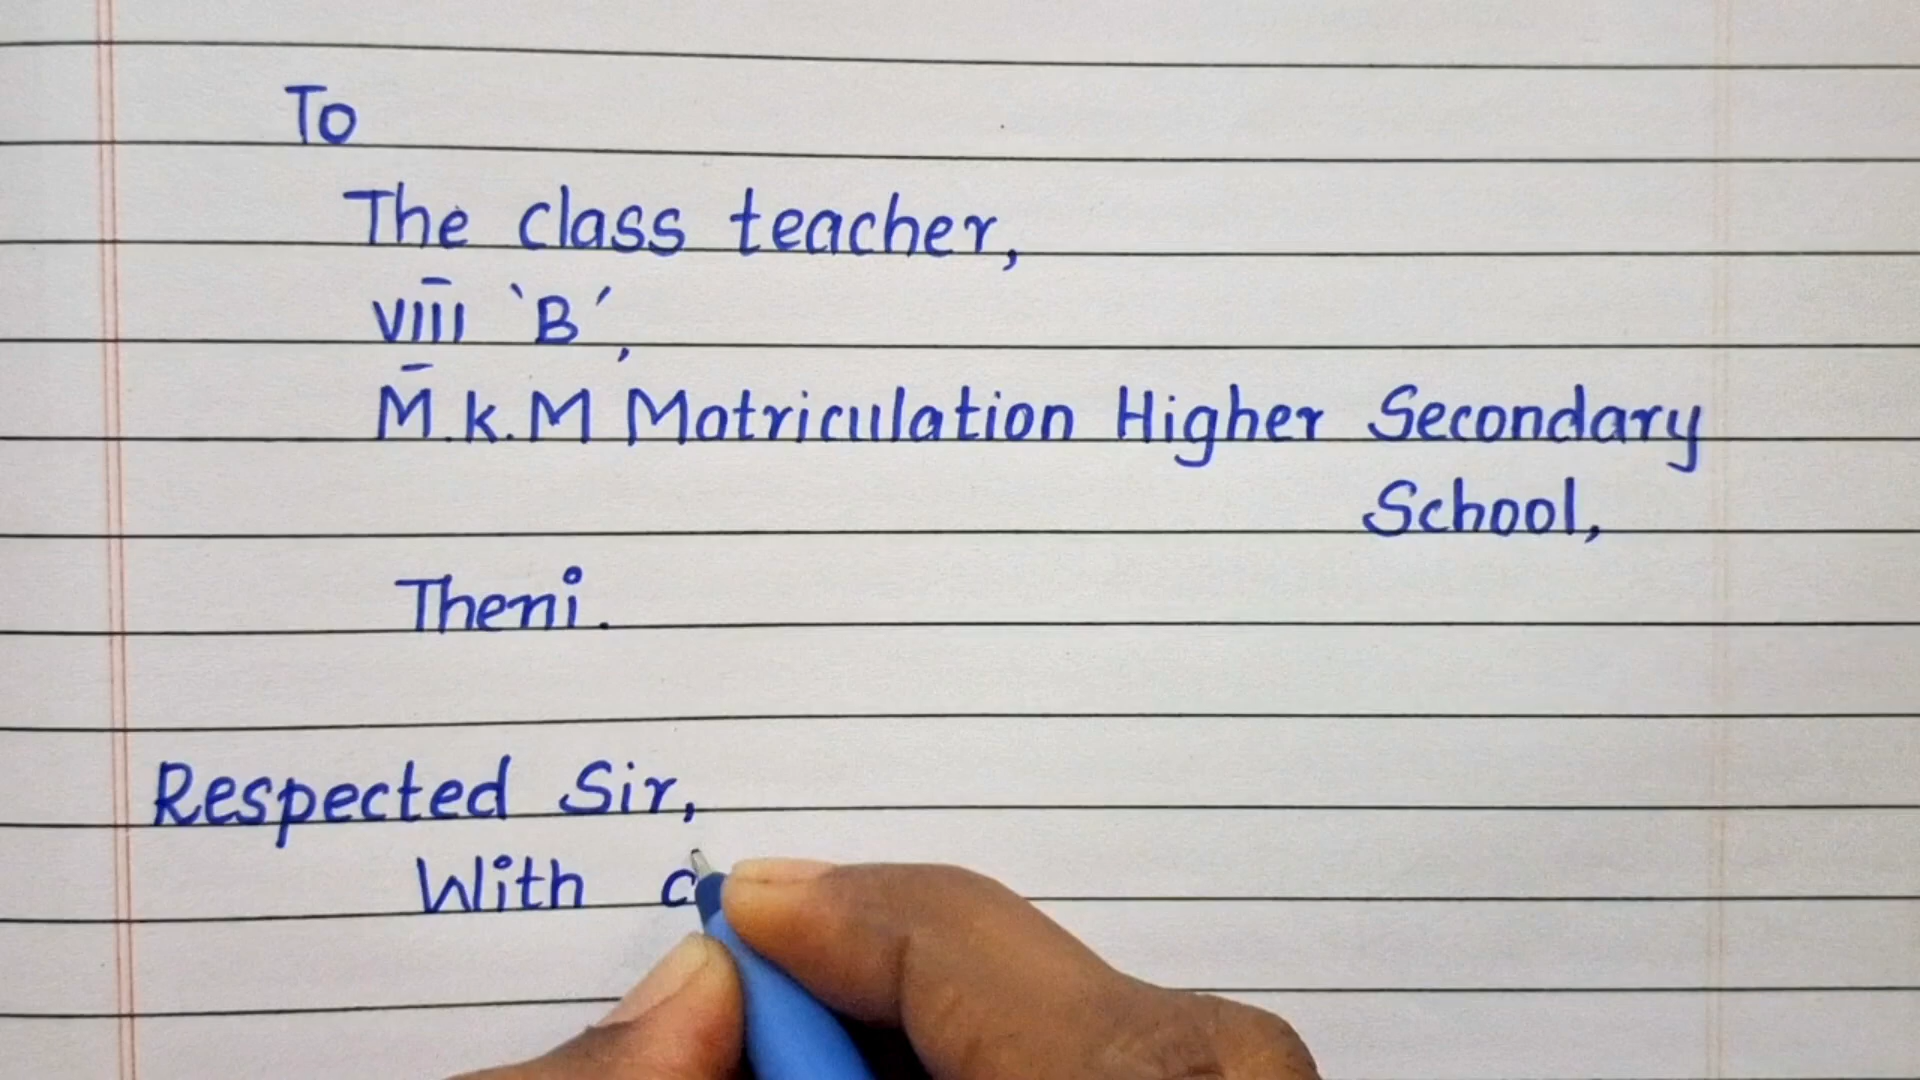 To
The class teacher,
VIII 'B',
M.K.M Matriculation Higher Secondary
School,
Theni.
Respected Sir,
With